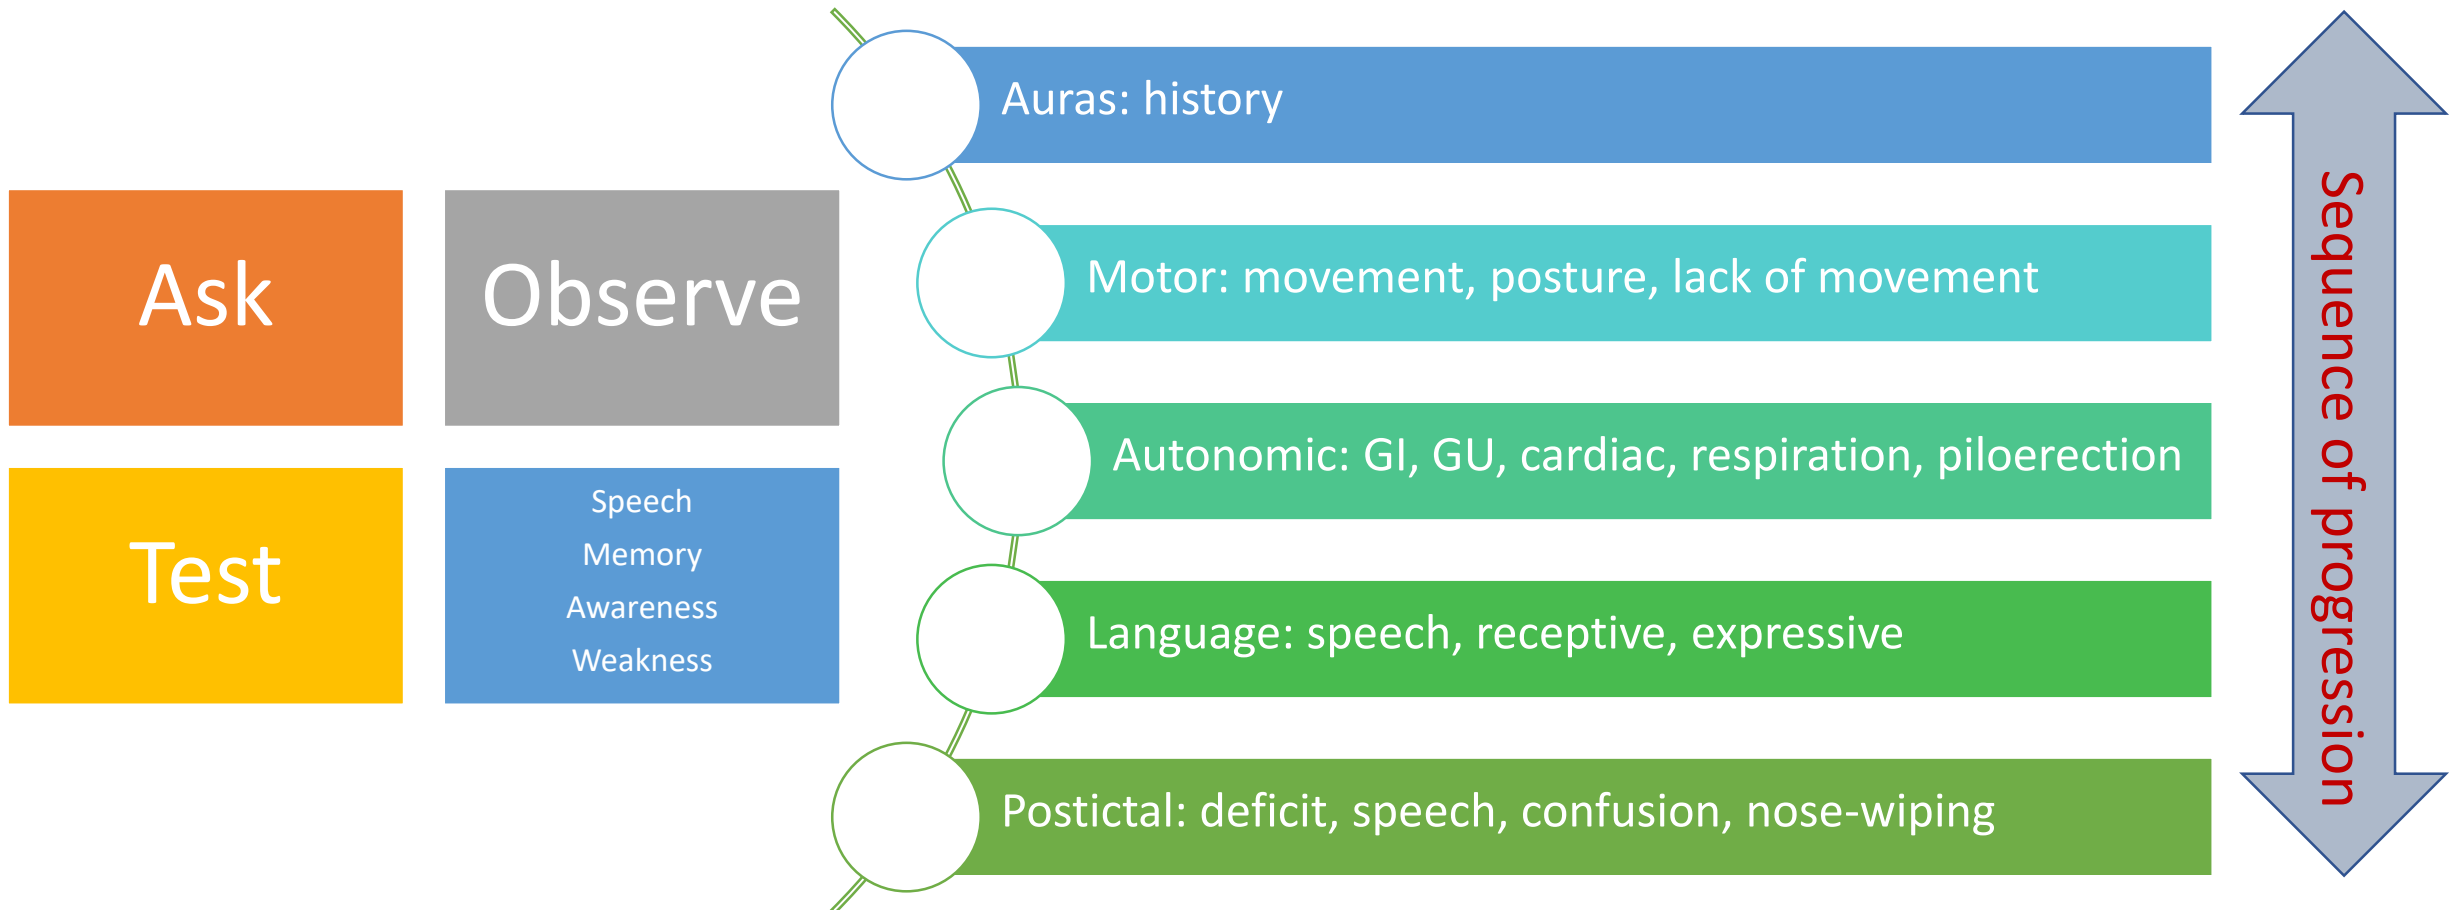 Ask
Observe
Test
Speech
Memory
Awareness
Weakness
Auras: history
Motor: movement, posture, lack of movement
Autonomic: GI, GU, cardiac, respiration, piloerection
Language: speech, receptive, expressive
Postictal: deficit, speech, confusion, nose-wiping
Sequence of progression